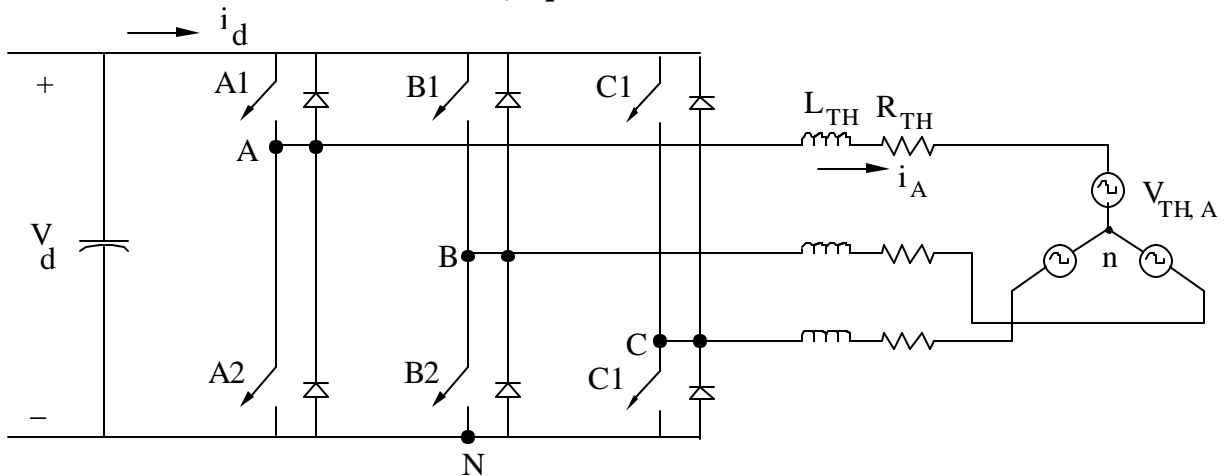 i d
+
A1
B1
C1
L TH
R TH
A
i A
V TH, A
V d
B
n
C
A2
B2
C1
–
N